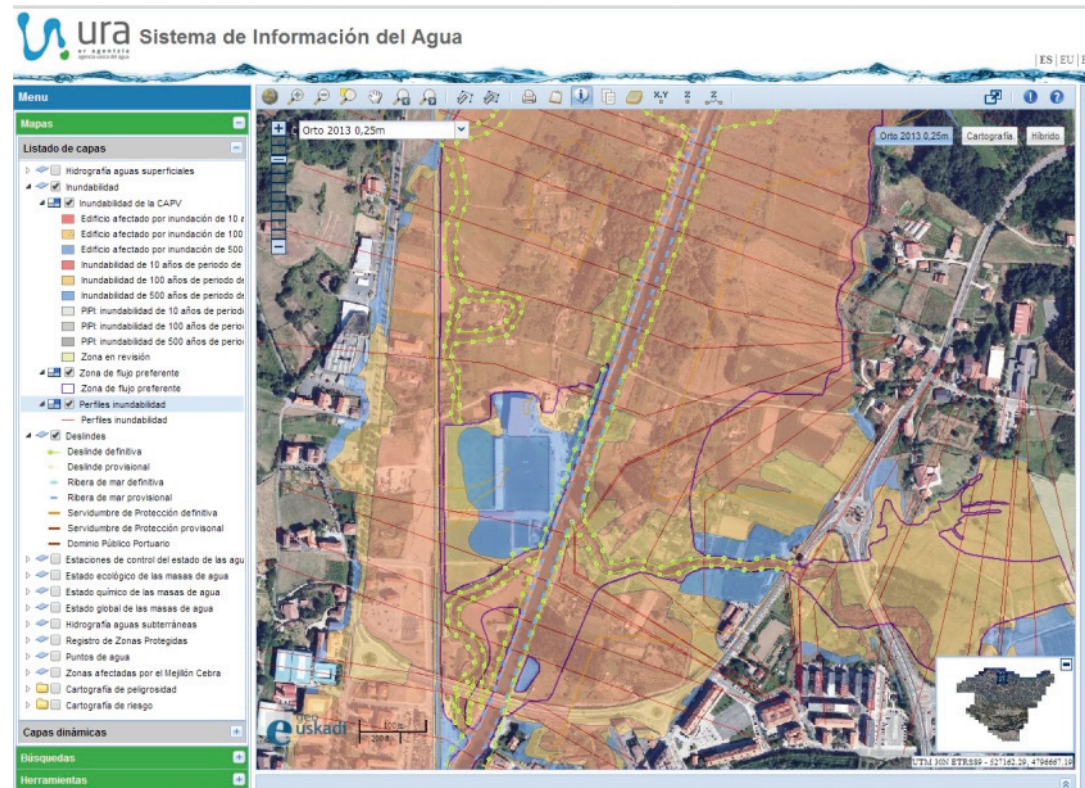 ura
ur agentzia
agencia vasca del agua
Sistema de Información del Agua
| ES | EU |
Menu
Mapas
Listado de capas
Hidrografía aguas superficiales
Inundabilidad
Inundabilidad de la CAPV
Edificio afectado por inundación de 10
Edificio afectado por inundación de 100
Edificio afectado por inundación de 500
Inundabilidad de 10 años de periodo de
Inundabilidad de 100 años de periodo de
Inundabilidad de 500 años de periodo de
PIPt inundabilidad de 10 años de period
PIPt inundabilidad de 100 años de perio
PIPt inundabilidad de 500 años de perio
Zona en revisión
Zona de flujo preferente
Zona de flujo preferente
Perfiles inundabilidad
Perfiles inundabilidad
Deslindes
Deslinde definitiva
Deslinde provisional
Ribera de mar definitiva
Ribera de mar provisional
Servidumbre de Protección definitiva
Servidumbre de Protección provisonal
Dominio Público Portuario
Estaciones de control del estado de las agu
Estado ecológico de las masas de agua
Estado químico de las masas de agua
Estado global de las masas de agua
Hidrografía aguas subterráneas
Registro de Zonas Protegidas
Puntos de agua
Zonas afectadas por el Mejillón Cebra
Cartografía de peligrosidad
Cartografía de riesgo
Capas dinámicas
Búsquedas
Herramientas
X,Y
Z
Z
Orto 2013 0,25m
Orto 2013 0,25m
Cartografía
Híbrido
geo
euskadi
UTM 30N ETRS89 - 527162.29, 4796667.19